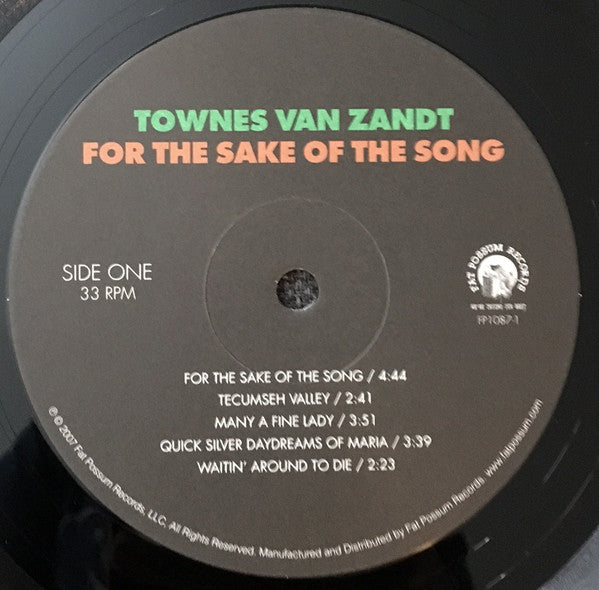 TOWNES VAN ZANDT
FOR THE SAKE OF THE SONG
SIDE ONE
33 RPM
FAT POSSUM RECORDS
FP1087-1
FOR THE SAKE OF THE SONG / 4:44
TECUMSEH VALLEY / 2:41
MANY A FINE LADY / 3:51
QUICK SILVER DAYDREAMS OF MARIA / 3:39
WAITIN' AROUND TO DIE / 2:23
℗ © 2007 Fat Possum Records, LLC. All Rights Reserved. Manufactured and Distributed by Fat Possum Records. www.fatpossum.com